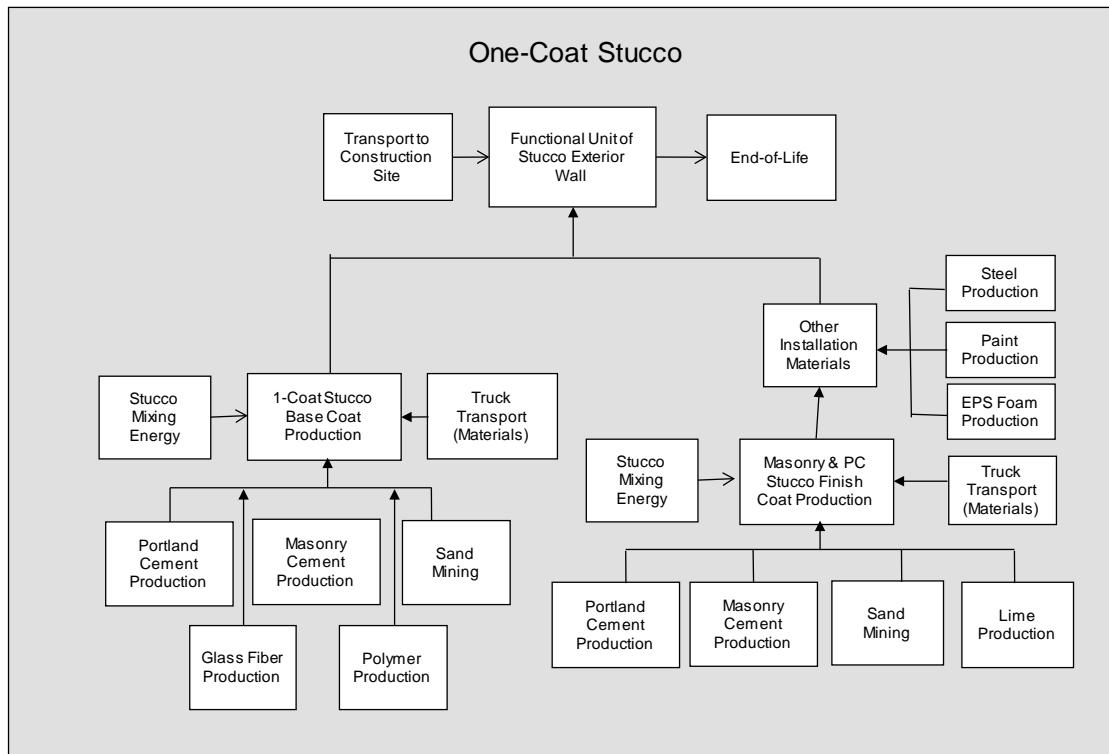 One-Coat Stucco
Transport to
Construction
Site
Functional Unit of
Stucco Exterior
Wall
End-of-Life
Steel
Production
Other
Installation
Materials
Paint
Production
EPS Foam
Production
Stucco
Mixing
Energy
1-Coat Stucco
Base Coat
Production
Truck
Transport
(Materials)
Stucco
Mixing
Energy
Masonry & PC
Stucco Finish
Coat Production
Truck
Transport
(Materials)
Portland
Cement
Production
Masonry
Cement
Production
Sand
Mining
Glass Fiber
Production
Polymer
Production
Portland
Cement
Production
Masonry
Cement
Production
Sand
Mining
Lime
Production